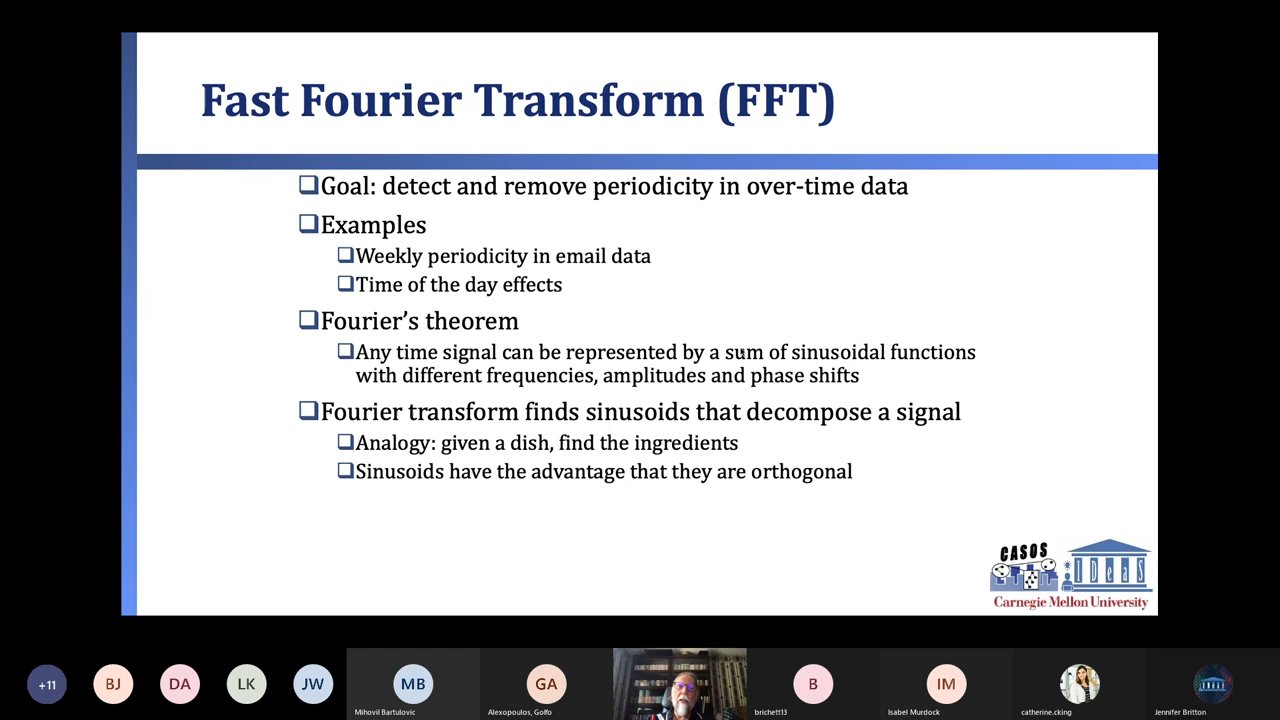 Fast Fourier Transform (FFT)
Goal: detect and remove periodicity in over-time data
Examples
Weekly periodicity in email data
Time of the day effects
Fourier’s theorem
Any time signal can be represented by a sum of sinusoidal functions
with different frequencies, amplitudes and phase shifts
Fourier transform finds sinusoids that decompose a signal
Analogy: given a dish, find the ingredients
Sinusoids have the advantage that they are orthogonal
CASOS
IDeaS
Carnegie Mellon University
+11
BJ
DA
LK
JW
MB
GA
B
IM
Mihovil Bartulovic
Alexopoulos, Golfo
brichett13
Isabel Murdock
catherine.cking
Jennifer Britton